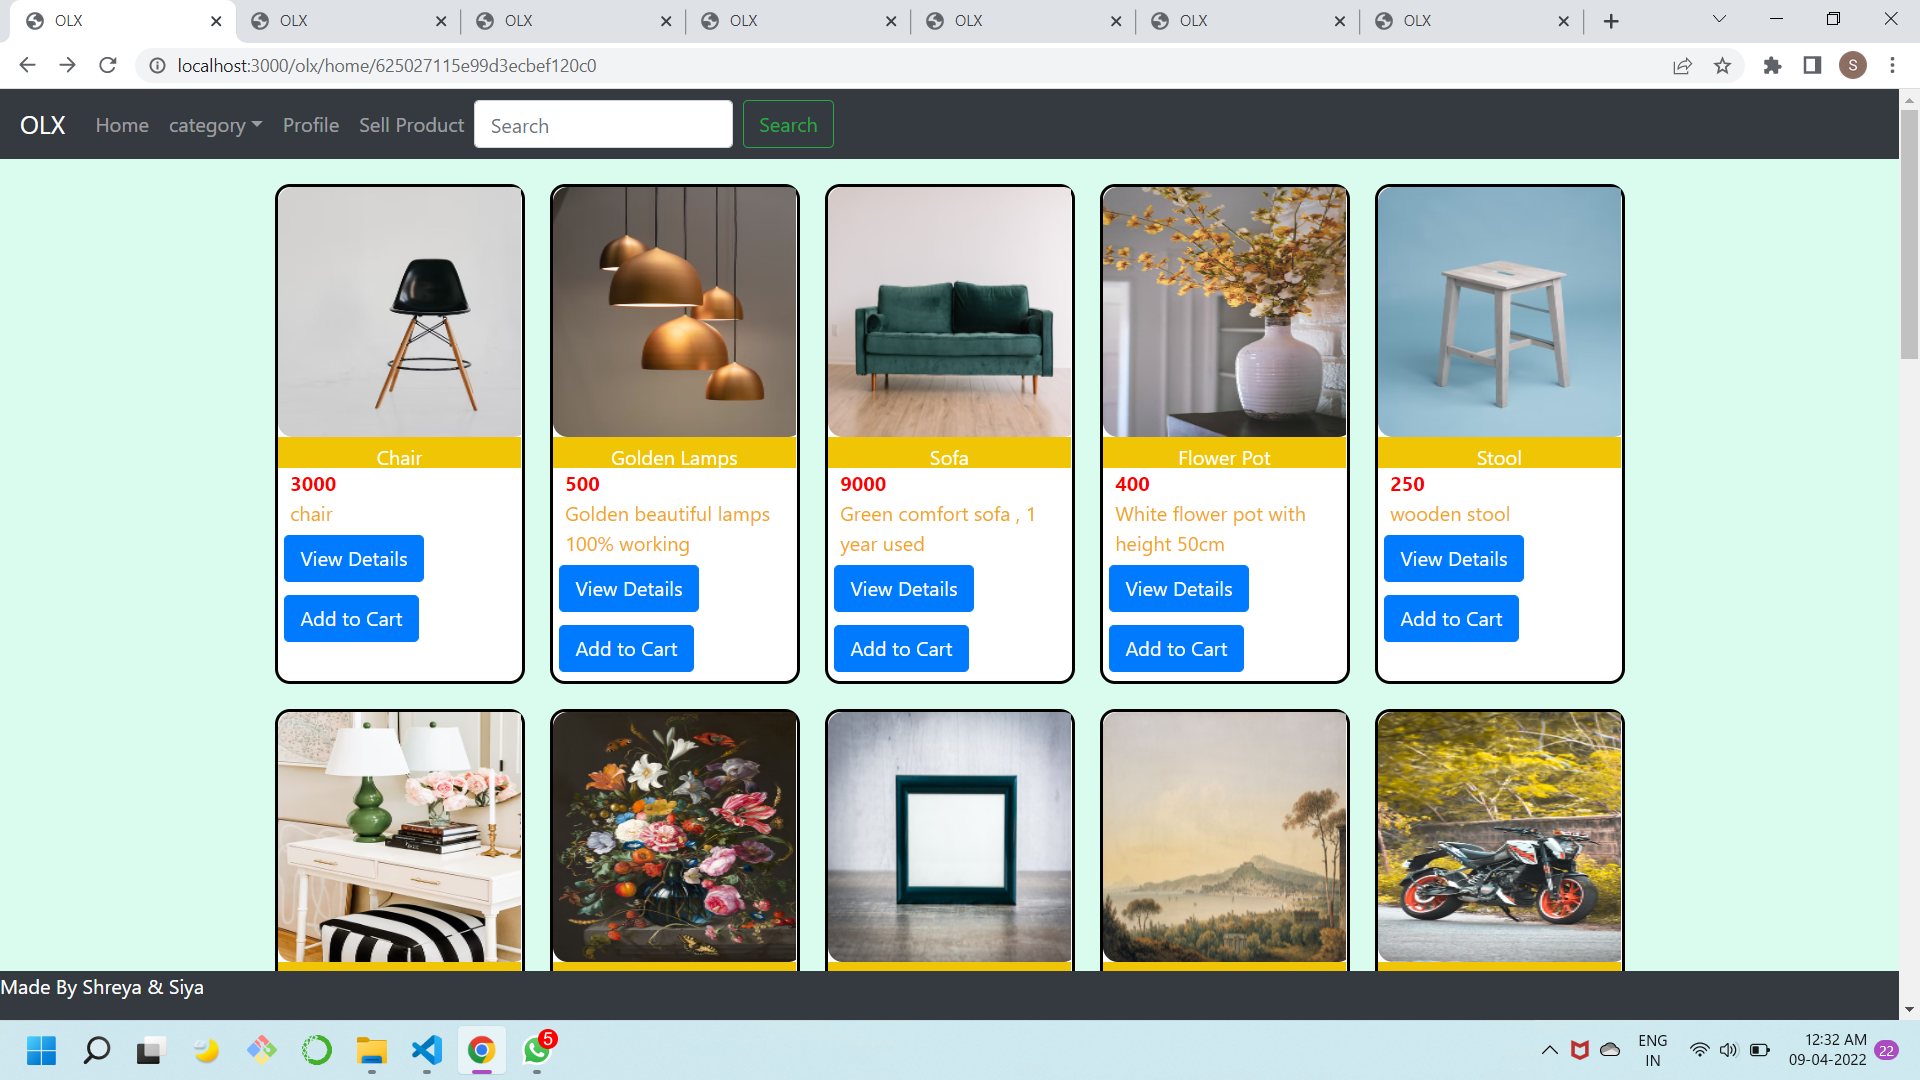 OLX
OLX
OLX
OLX
OLX
OLX
OLX
localhost:3000/olx/home/625027115e99d3ecbef120c0
S
OLX Home category Profile Sell Product Search Search
Chair
3000
chair
View Details
Add to Cart
Golden Lamps
500
Golden beautiful lamps
100% working
View Details
Add to Cart
Sofa
9000
Green comfort sofa , 1
year used
View Details
Add to Cart
Flower Pot
400
White flower pot with
height 50cm
View Details
Add to Cart
Stool
250
wooden stool
View Details
Add to Cart
Made By Shreya & Siya
5
ENG
IN
12:32 AM
09-04-2022
22